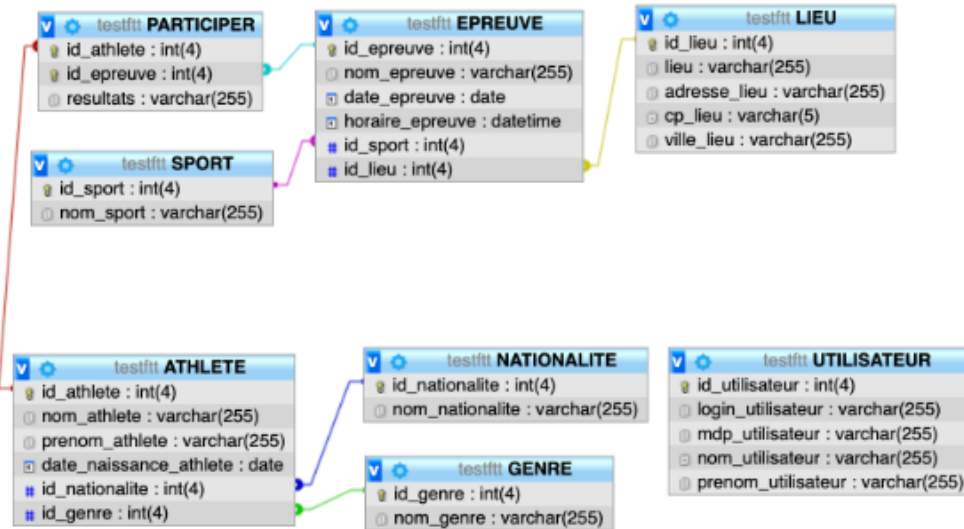 testftt PARTICIPER
id_athlete : int(4)
id_epreuve : int(4)
resultats : varchar(255)
testftt EPREUVE
id_epreuve : int(4)
nom_epreuve : varchar(255)
date_epreuve : date
horaire_epreuve : datetime
id_sport : int(4)
id_lieu : int(4)
testftt LIEU
id_lieu : int(4)
lieu : varchar(255)
adresse_lieu : varchar(255)
cp_lieu : varchar(5)
ville_lieu : varchar(255)
testftt SPORT
id_sport : int(4)
nom_sport : varchar(255)
testftt ATHLETE
id_athlete : int(4)
nom_athlete : varchar(255)
prenom_athlete : varchar(255)
date_naissance_athlete : date
id_nationalite : int(4)
id_genre : int(4)
testftt NATIONALITE
id_nationalite : int(4)
nom_nationalite : varchar(255)
testftt GENRE
id_genre : int(4)
nom_genre : varchar(255)
testftt UTILISATEUR
id_utilisateur : int(4)
login_utilisateur : varchar(255)
mdp_utilisateur : varchar(255)
nom_utilisateur : varchar(255)
prenom_utilisateur : varchar(255)